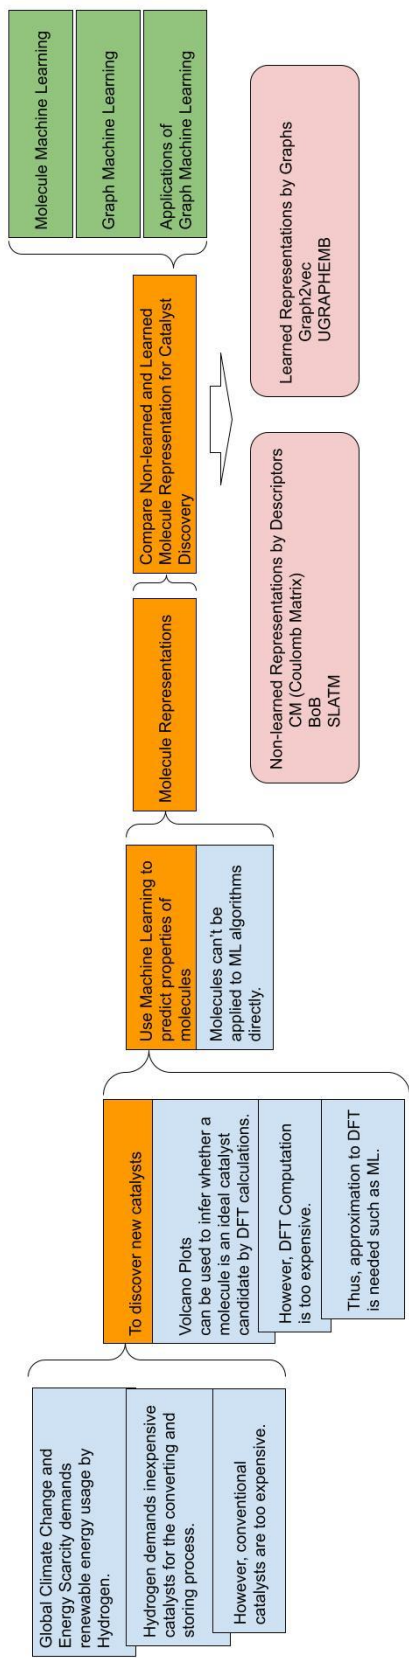 Global Climate Change and
Energy Scarcity demands
renewable energy usage by
Hydrogen.
Hydrogen demands inexpensive
catalysts for the converting and
storing process.
However, conventional
catalysts are too expensive.
To discover new catalysts
Volcano Plots
can be used to infer whether a
molecule is an ideal catalyst
candidate by DFT calculations.
However, DFT Computation
is too expensive.
Thus, approximation to DFT
is needed such as ML.
Use Machine Learning to
predict properties of
molecules
Molecules can't be
applied to ML algorithms
directly.
Molecule Representations
Compare Non-learned and Learned
Molecule Representation for Catalyst
Discovery
Molecule Machine Learning
Graph Machine Learning
Applications of
Graph Machine Learning
Non-learned Representations by Descriptors
CM (Coulomb Matrix)
BoB
SLATM
Learned Representations by Graphs
Graph2vec
UGRAPHEMB